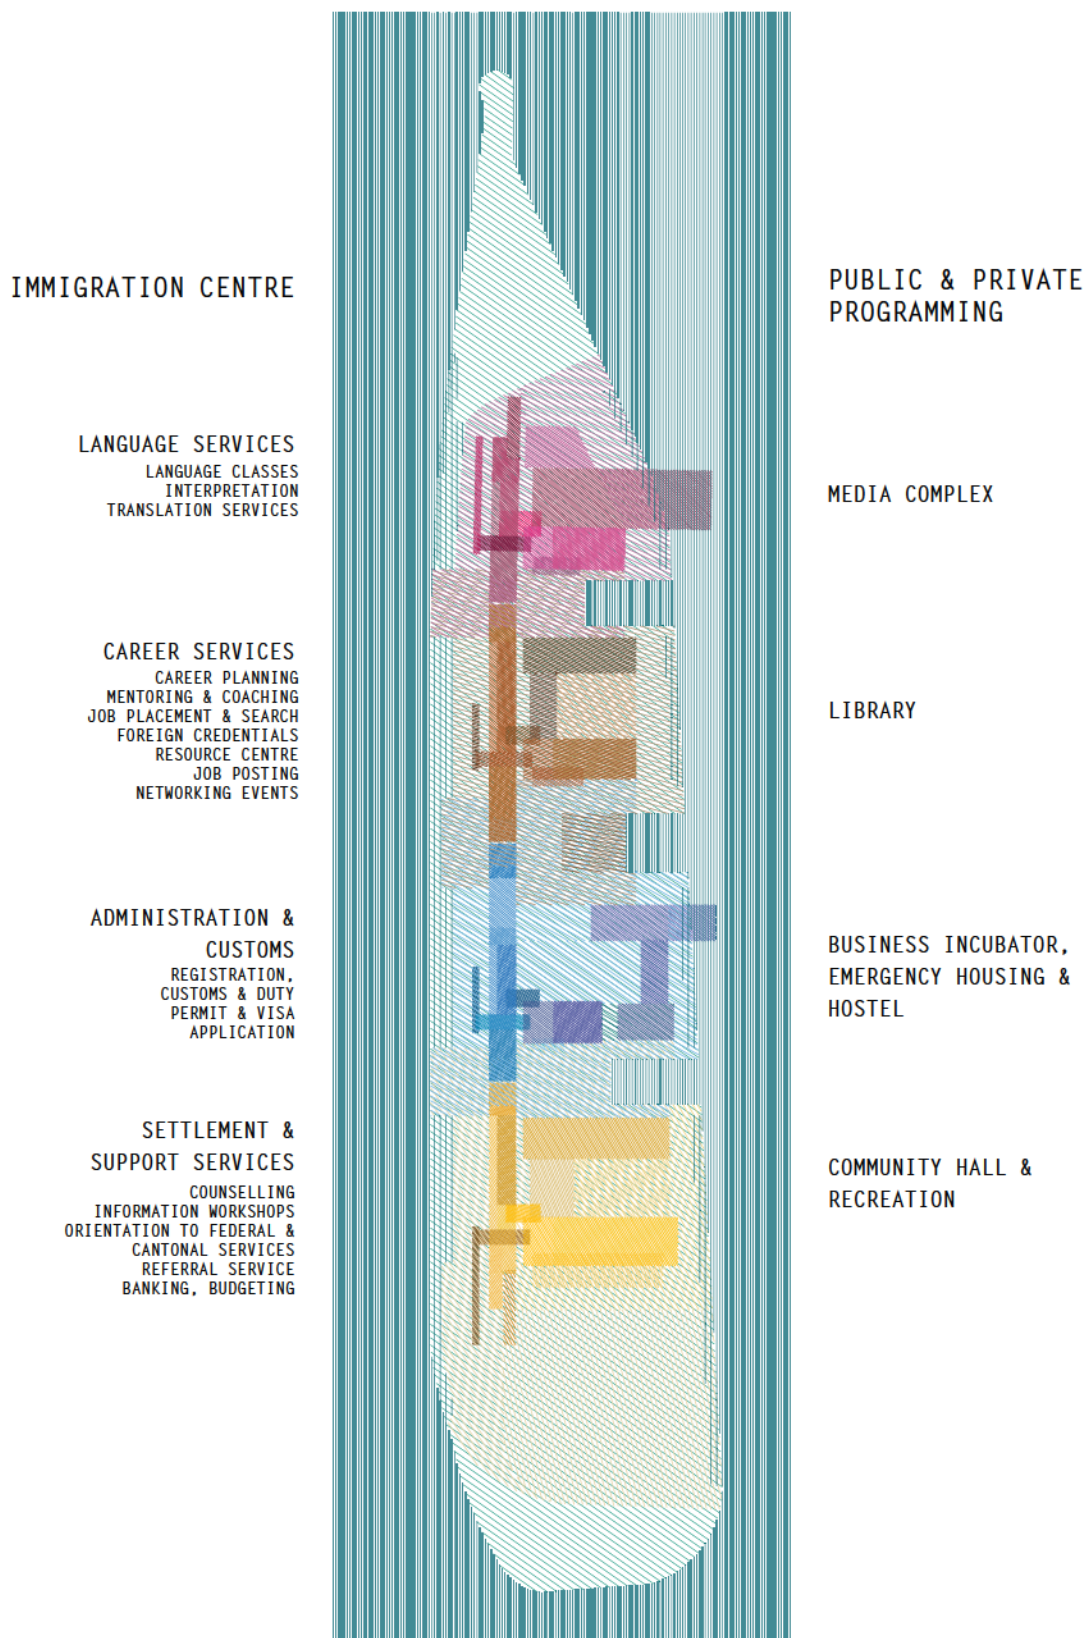 IMMIGRATION CENTRE
LANGUAGE SERVICES
LANGUAGE CLASSES
INTERPRETATION
TRANSLATION SERVICES
CAREER SERVICES
CAREER PLANNING
MENTORING & COACHING
JOB PLACEMENT & SEARCH
FOREIGN CREDENTIALS
RESOURCE CENTRE
JOB POSTING
NETWORKING EVENTS
ADMINISTRATION &
CUSTOMS
REGISTRATION,
CUSTOMS & DUTY
PERMIT & VISA
APPLICATION
SETTLEMENT &
SUPPORT SERVICES
COUNSELLING
INFORMATION WORKSHOPS
ORIENTATION TO FEDERAL &
CANTONAL SERVICES
REFERRAL SERVICE
BANKING, BUDGETING
PUBLIC & PRIVATE
PROGRAMMING
MEDIA COMPLEX
LIBRARY
BUSINESS INCUBATOR,
EMERGENCY HOUSING &
HOSTEL
COMMUNITY HALL &
RECREATION